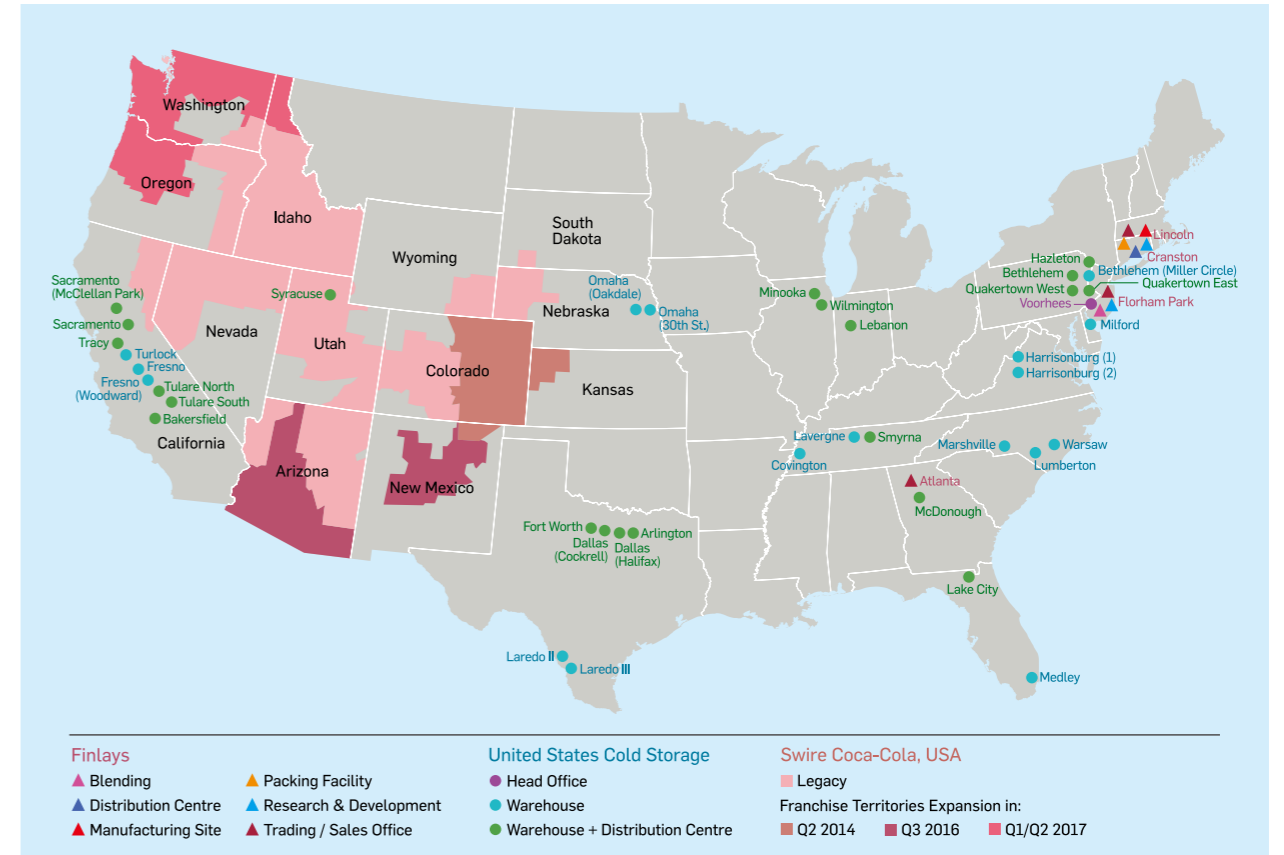 Washington
Oregon
Idaho
South
Dakota
Wyoming
Sacramento
(McClellan Park)
Sacramento
Tracy
Turlock
Fresno
Fresno
(Woodward)
Tulare North
Tulare South
Bakersfield
California
Syracuse
Nevada
Utah
Colorado
Arizona
New Mexico
Omaha
(Oakdale)
Omaha
(30th St.)
Nebraska
Kansas
Minooka
Wilmington
Lebanon
Lincoln
Cranston
Hazleton
Bethlehem
Bethlehem (Miller Circle)
Quakertown West
Quakertown East
Voorhees
Florham Park
Milford
Harrisonburg (1)
Harrisonburg (2)
Lavergne
Smyrna
Covington
Marshville
Warsaw
Lumberton
Atlanta
McDonough
Fort Worth
Dallas
(Cockrell)
Dallas
(Halifax)
Arlington
Lake City
Laredo II
Laredo III
Medley
Finlays
Blending
Distribution Centre
Manufacturing Site
Packing Facility
Research & Development
Trading / Sales Office
United States Cold Storage
Head Office
Warehouse
Warehouse + Distribution Centre
Swire Coca-Cola, USA
Legacy
Franchise Territories Expansion in:
Q2 2014 Q3 2016 Q1/Q2 2017